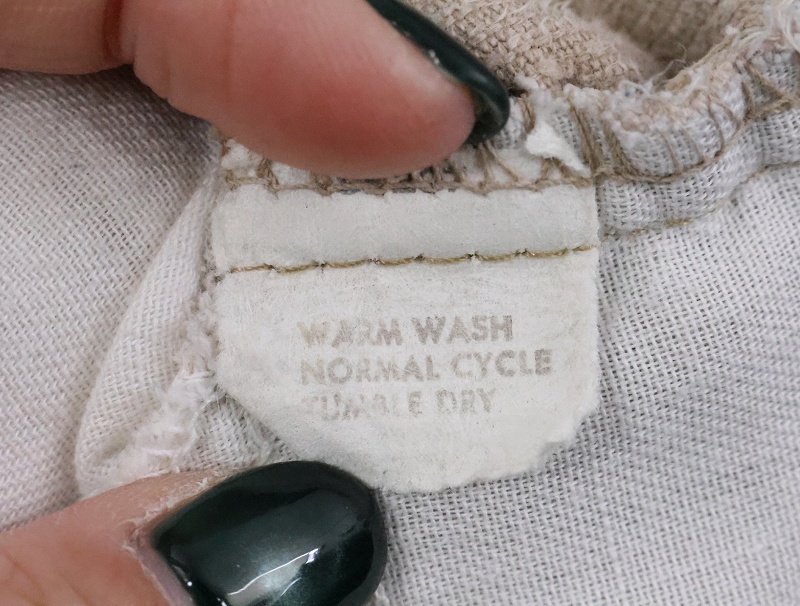 WARM WASH
NORMAL CYCLE
TUMBLE DRY